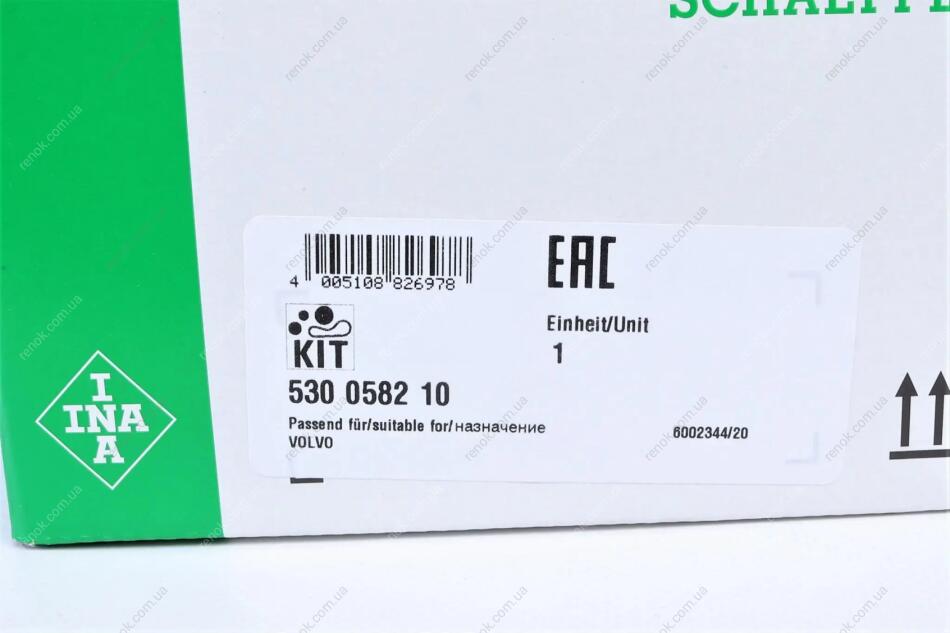 SCHAEFFLE
4 005108 826978
EAC
KIT
Einheit/Unit
1
530 0582 10
Passend für/suitable for/назначение
VOLVO
6002344/20
I
INA
A
renok.com.ua